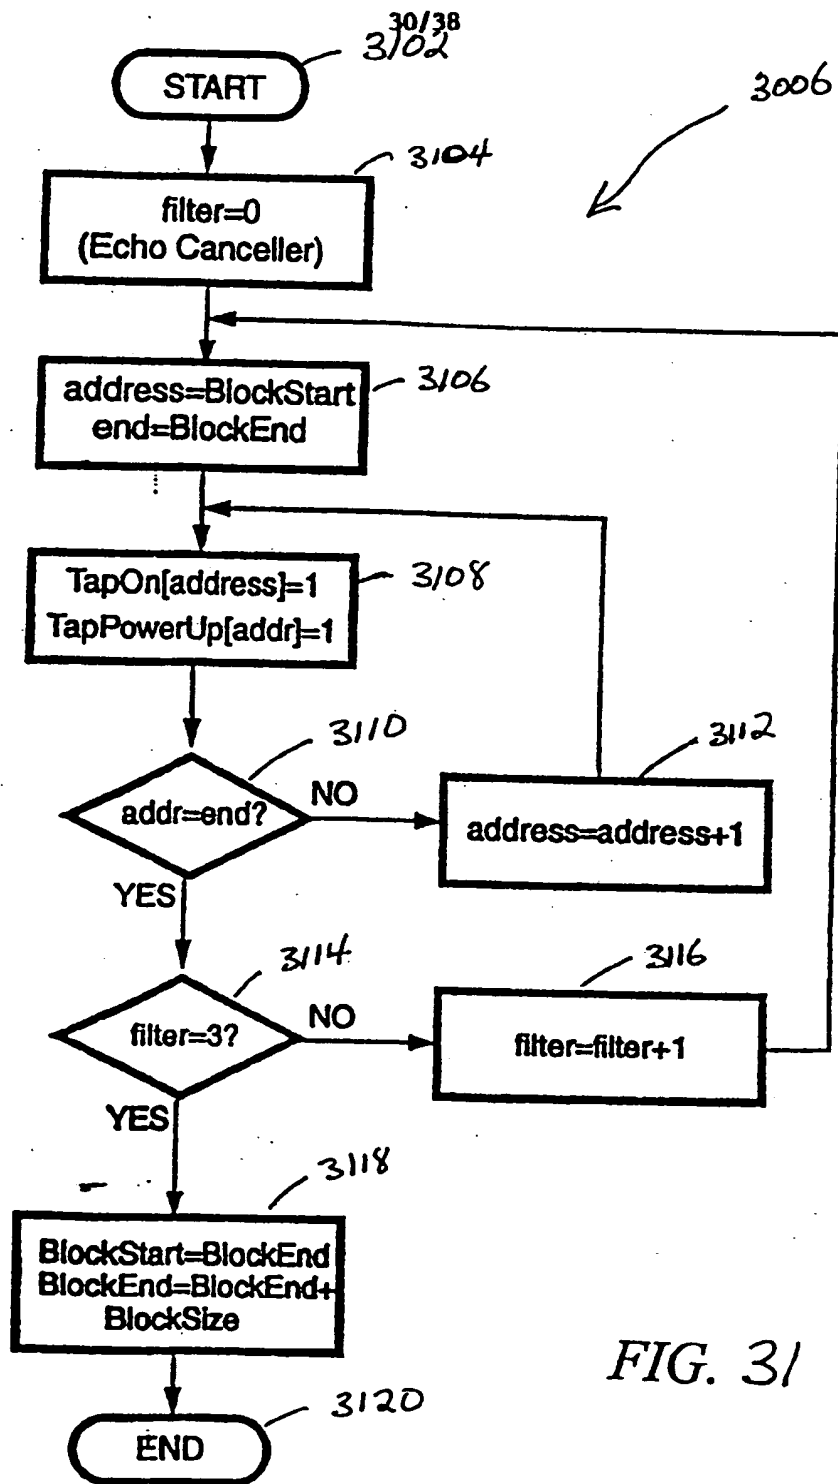 30/38
3102
START
3006
3104
filter=0
(Echo Canceller)
3106
address=BlockStart
end=BlockEnd
3108
TapOn[address]=1
TapPowerUp[addr]=1
3110
addr=end?
NO
YES
3112
address=address+1
3114
filter=3?
NO
YES
3116
filter=filter+1
3118
BlockStart=BlockEnd
BlockEnd=BlockEnd+
BlockSize
3120
END
FIG. 31